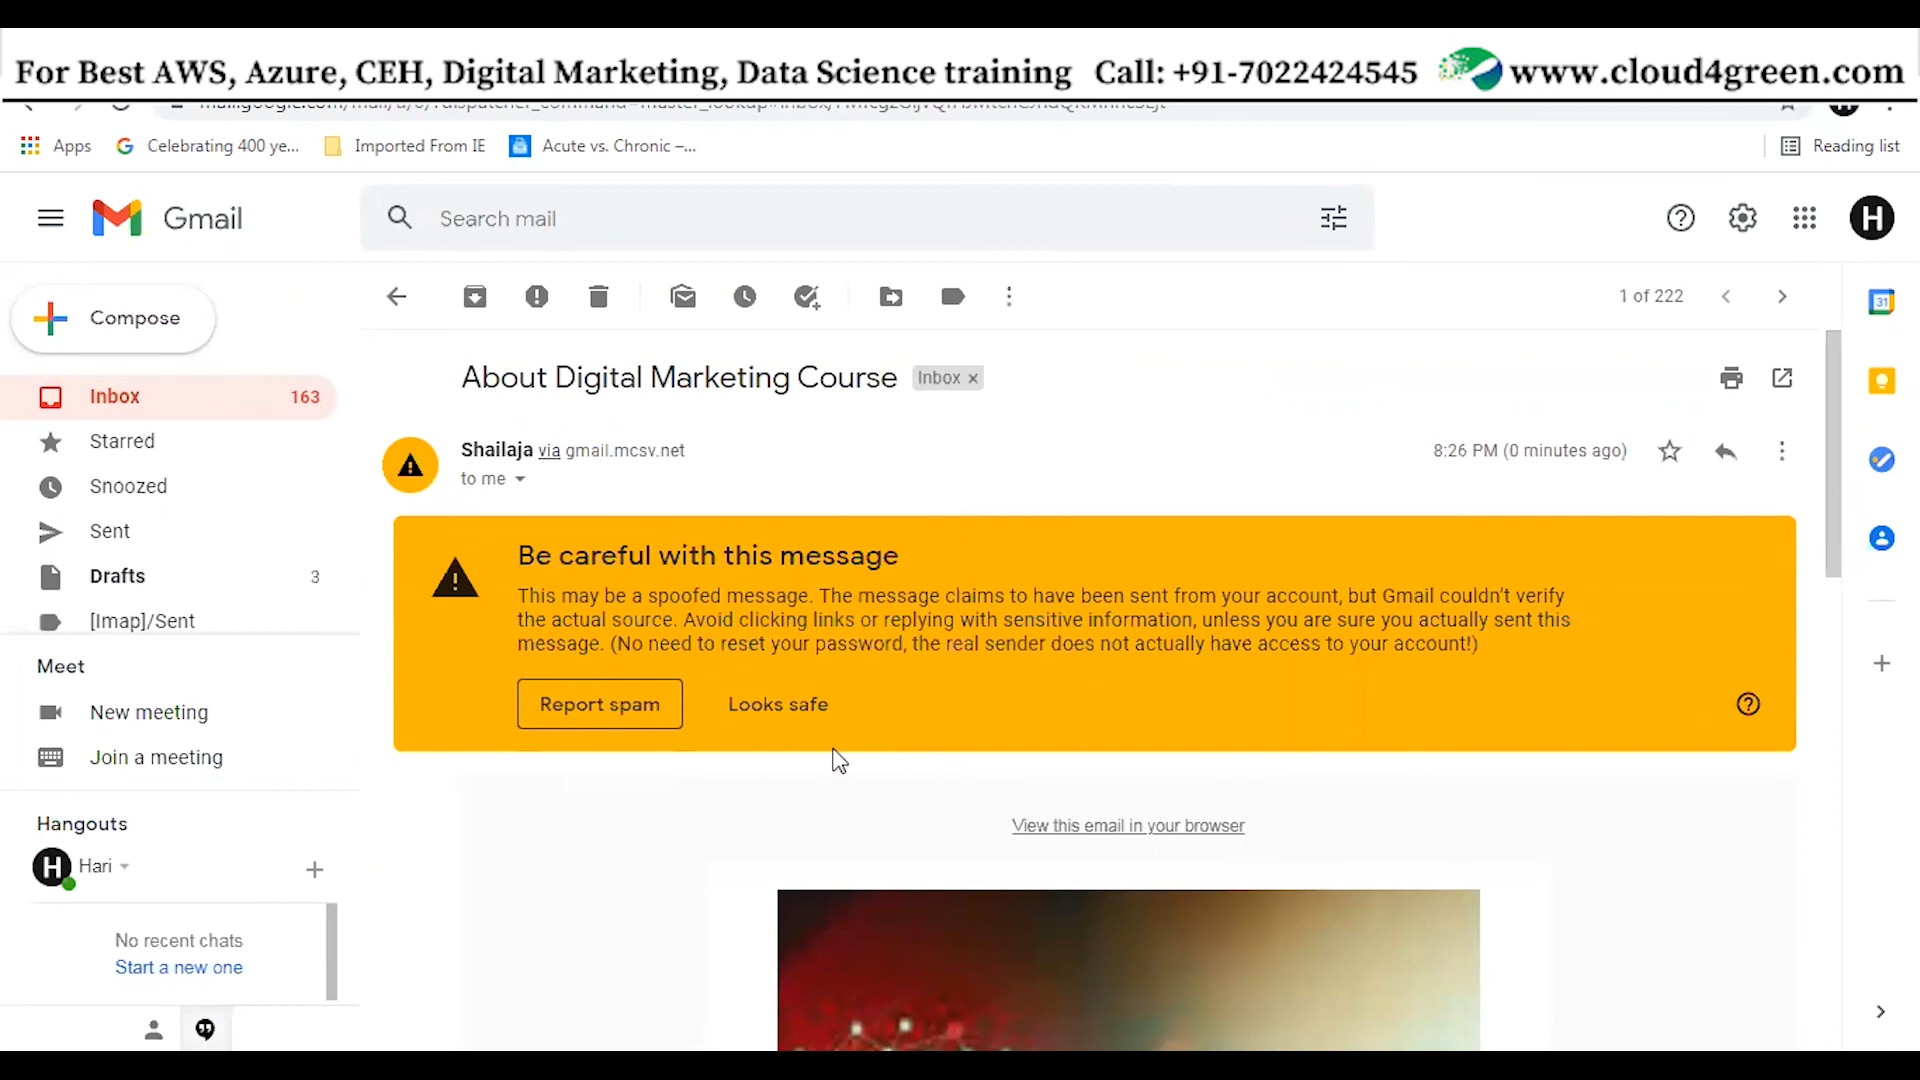 For Best AWS, Azure, CEH, Digital Marketing, Data Science training Call: +91-7022424545 www.cloud4green.com
Apps Celebrating 400 ye... Imported From IE Acute vs. Chronic –... Reading list
Gmail Search mail H
1 of 222
Compose
About Digital Marketing Course Inbox ×
Inbox 163
Starred
Shailaja via gmail.mcsv.net 8:26 PM (0 minutes ago)
to me
Snoozed
Sent
Drafts 3
[Imap]/Sent
Be careful with this message
This may be a spoofed message. The message claims to have been sent from your account, but Gmail couldn't verify
the actual source. Avoid clicking links or replying with sensitive information, unless you are sure you actually sent this
message. (No need to reset your password, the real sender does not actually have access to your account!)
Report spam Looks safe
Meet
New meeting
Join a meeting
Hangouts
H Hari
No recent chats
Start a new one
View this email in your browser
31